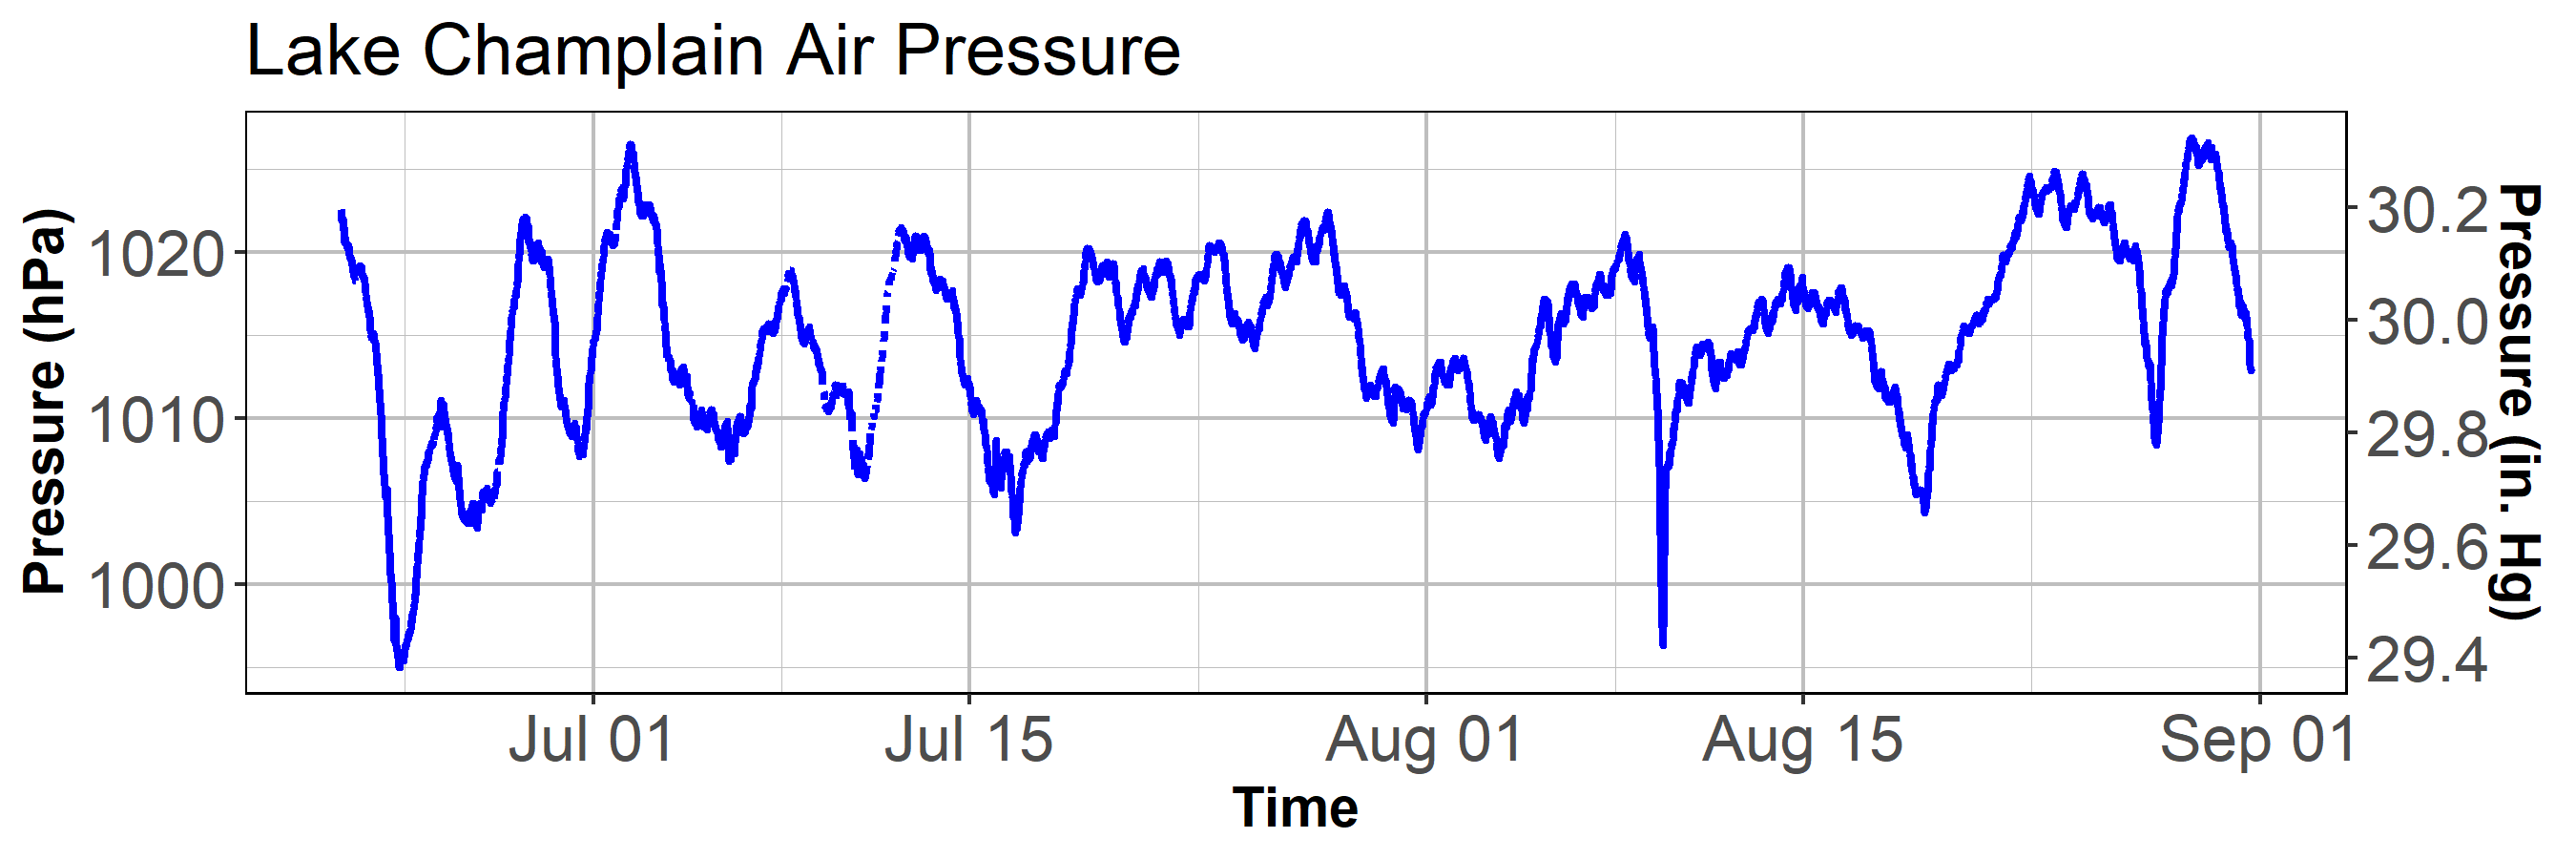 Lake Champlain Air Pressure
Pressure (hPa)
1020
1010
1000
30.2
30.0
29.8
29.6
29.4
Pressure (in. Hg)
Jul 01
Jul 15
Aug 01
Aug 15
Sep 01
Time